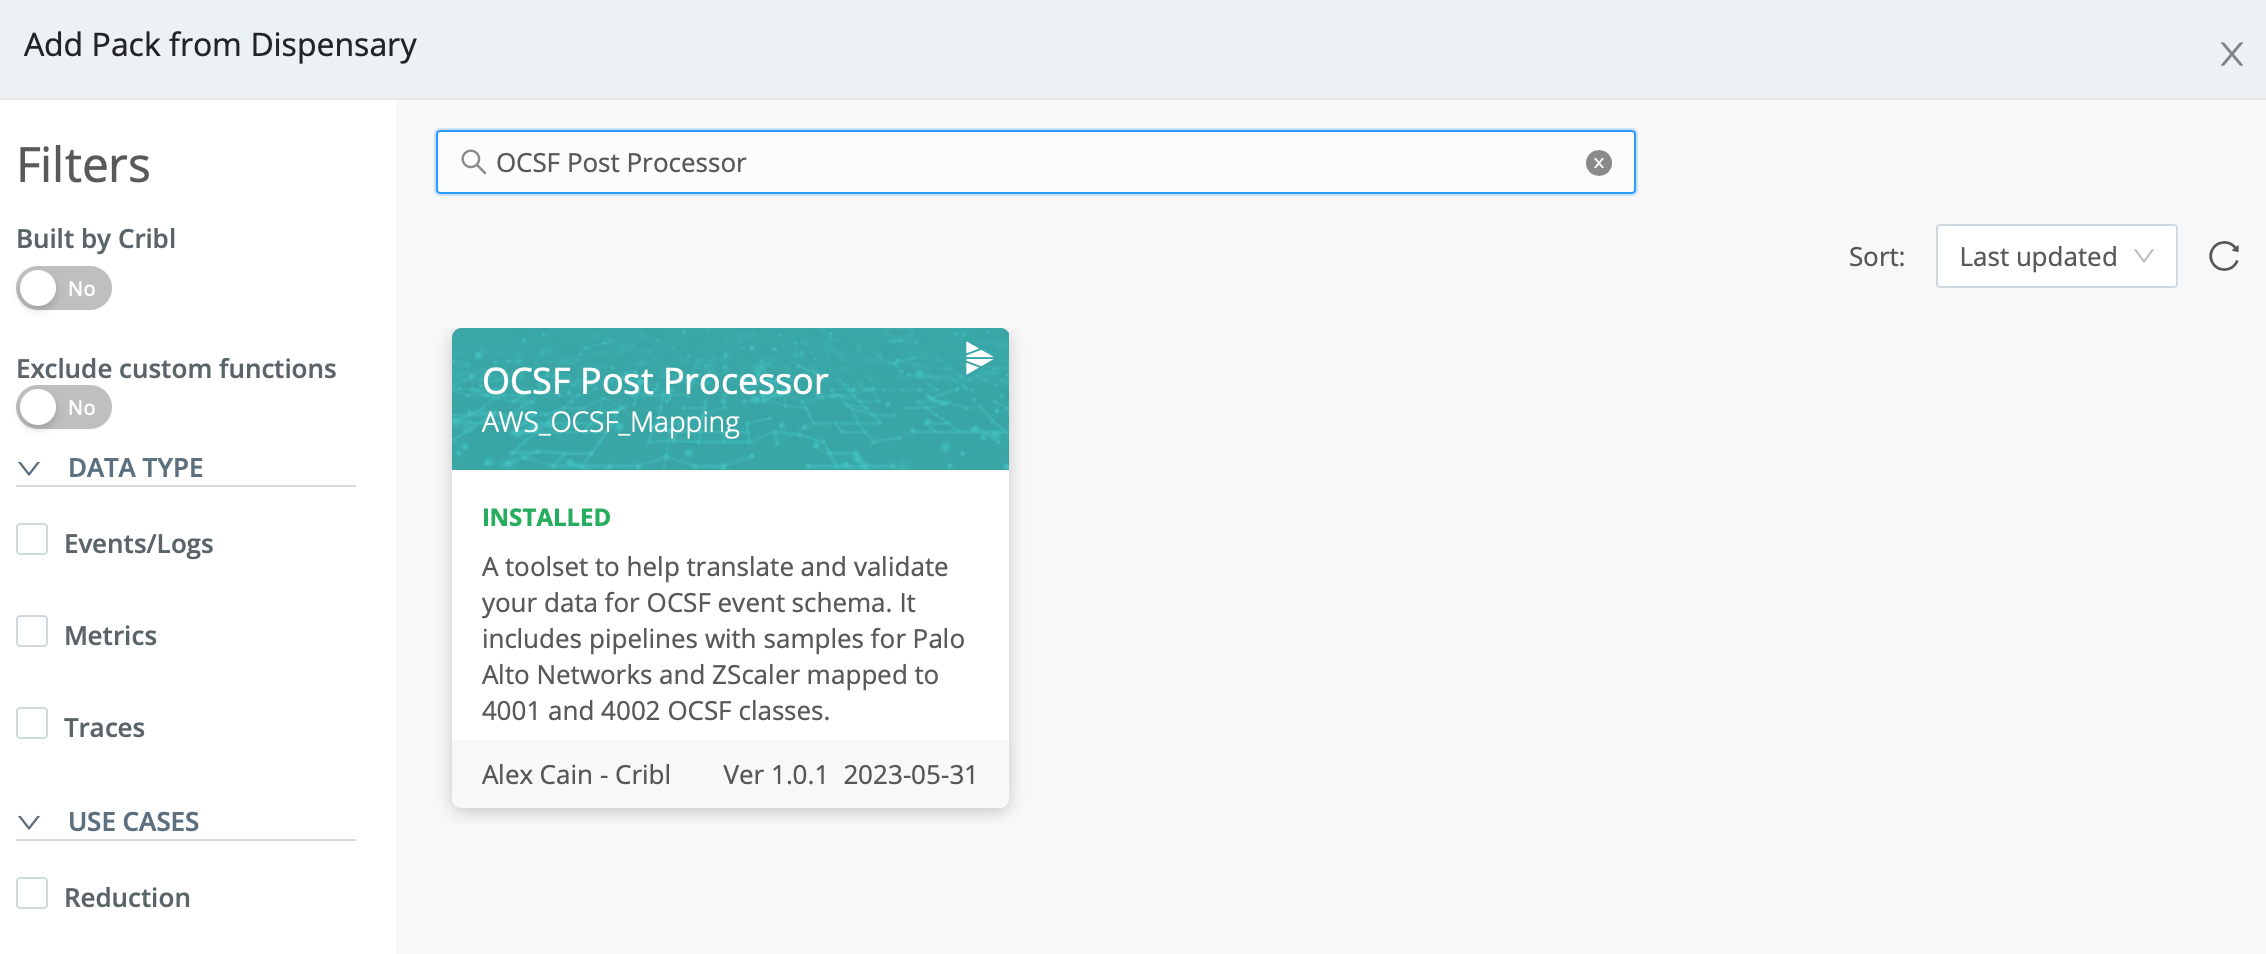 Add Pack from Dispensary
Filters
Built by Cribl
No
Exclude custom functions
No
DATA TYPE
Events/Logs
Metrics
Traces
USE CASES
Reduction
OCSF Post Processor
Sort:
Last updated
OCSF Post Processor
AWS_OCSF_Mapping
INSTALLED
A toolset to help translate and validate
your data for OCSF event schema. It
includes pipelines with samples for Palo
Alto Networks and ZScaler mapped to
4001 and 4002 OCSF classes.
Alex Cain - Cribl Ver 1.0.1 2023-05-31